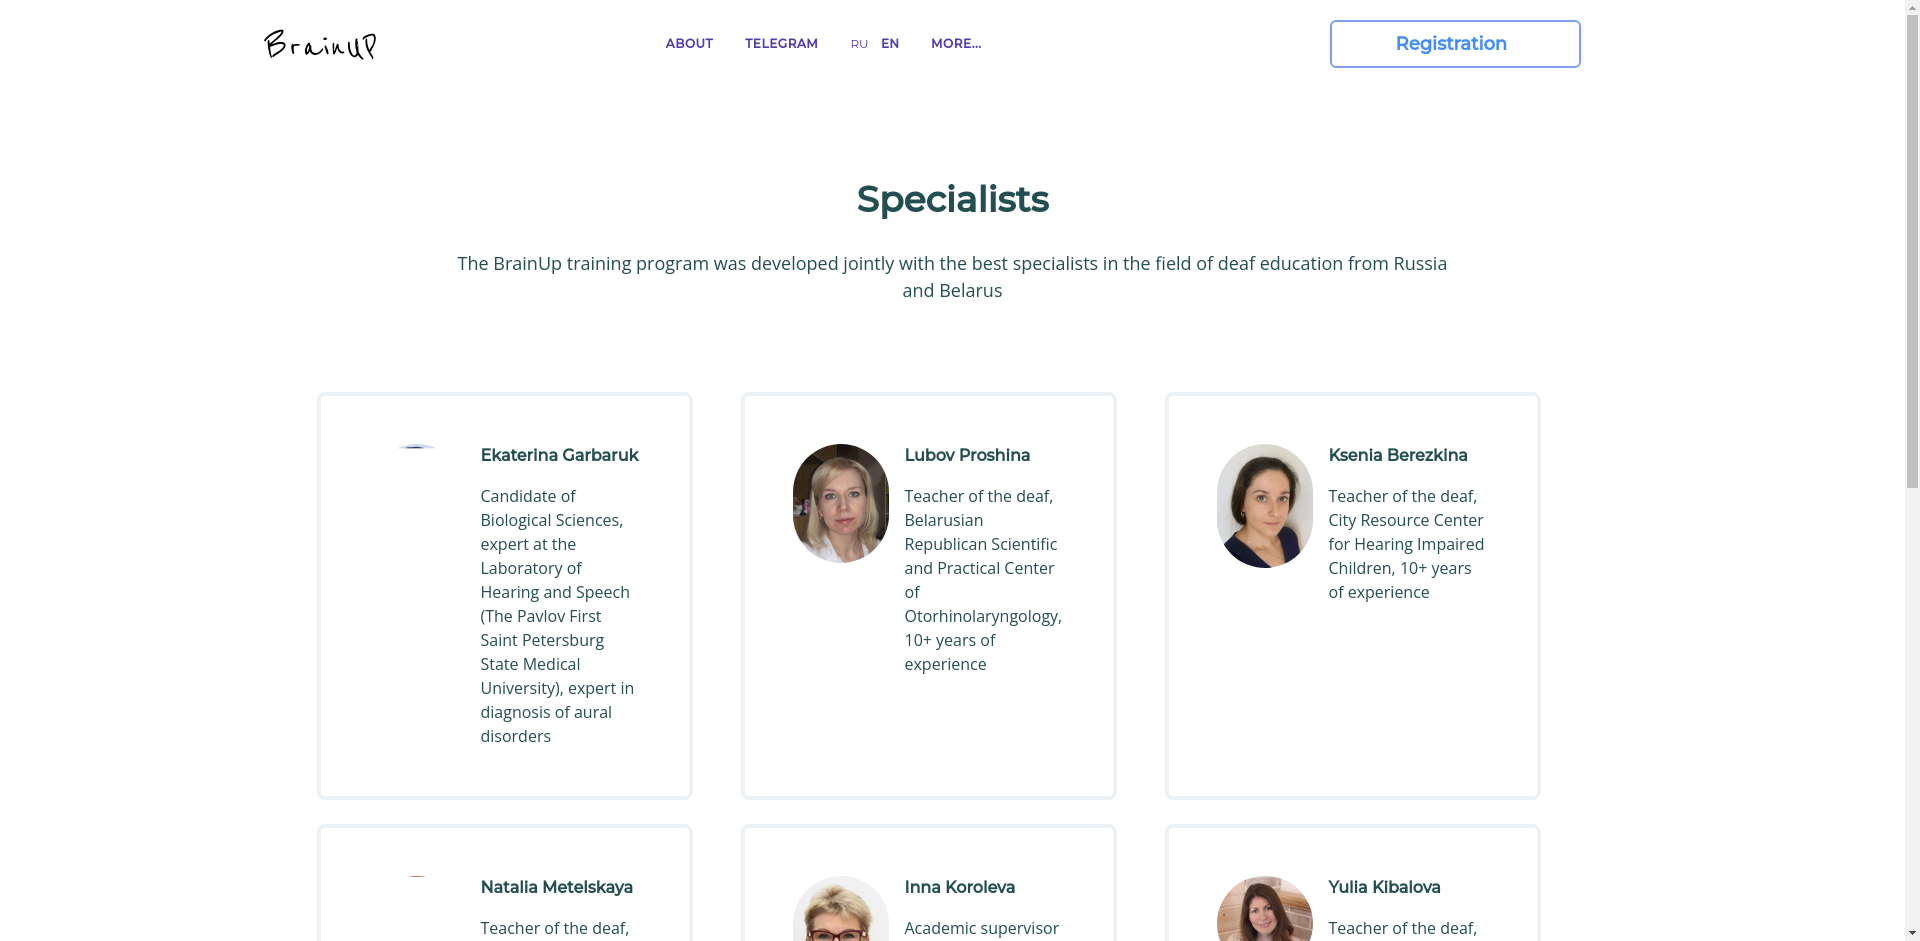 BrainUP
ABOUT TELEGRAM RU EN MORE...
Registration
Specialists
The BrainUp training program was developed jointly with the best specialists in the field of deaf education from Russia
and Belarus
Ekaterina Garbaruk
Candidate of
Biological Sciences,
expert at the
Laboratory of
Hearing and Speech
(The Pavlov First
Saint Petersburg
State Medical
University), expert in
diagnosis of aural
disorders
Lubov Proshina
Teacher of the deaf,
Belarusian
Republican Scientific
and Practical Center
of
Otorhinolaryngology,
10+ years of
experience
Ksenia Berezkina
Teacher of the deaf,
City Resource Center
for Hearing Impaired
Children, 10+ years
of experience
Natalia Metelskaya
Teacher of the deaf,
Inna Koroleva
Academic supervisor
Yulia Kibalova
Teacher of the deaf,